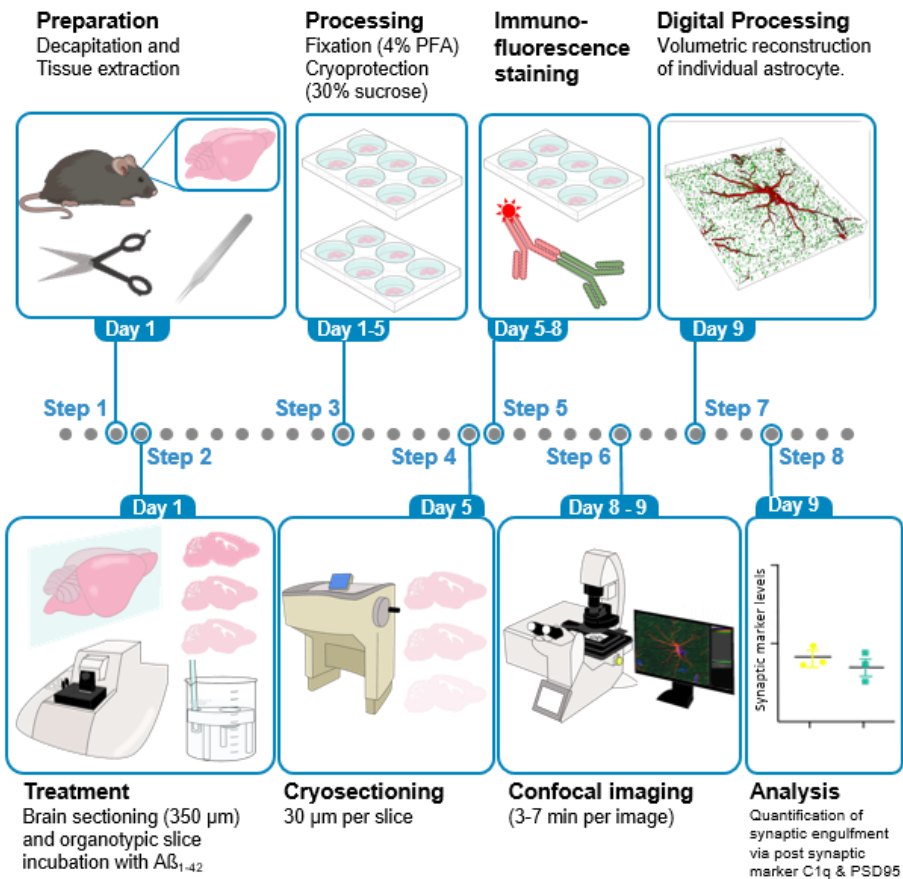 Preparation
Decapitation and
Tissue extraction
Processing
Fixation (4% PFA)
Cryoprotection
(30% sucrose)
Immuno-
fluorescence
staining
Digital Processing
Volumetric reconstruction
of individual astrocyte.
Day 1
Day 1-5
Day 5-8
Day 9
Step 1
Step 3
Step 5
Step 7
Step 2
Step 4
Step 6
Step 8
Day 1
Day 5
Day 8 - 9
Day 9
Synaptic marker levels
Treatment
Brain sectioning (350 µm)
and organotypic slice
incubation with Aß₁₋₄₂
Cryosectioning
30 µm per slice
Confocal imaging
(3-7 min per image)
Analysis
Quantification of
synaptic engulfment
via post synaptic
marker C1q & PSD95